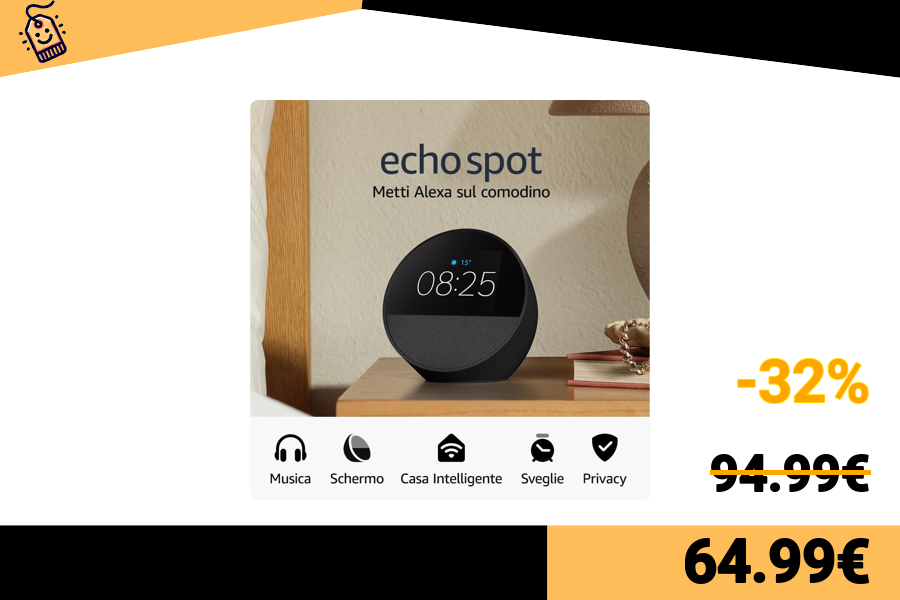 echo spot
Metti Alexa sul comodino
15°
08:25
Musica
Schermo
Casa Intelligente
Sveglie
Privacy
-32%
94.99€
64.99€